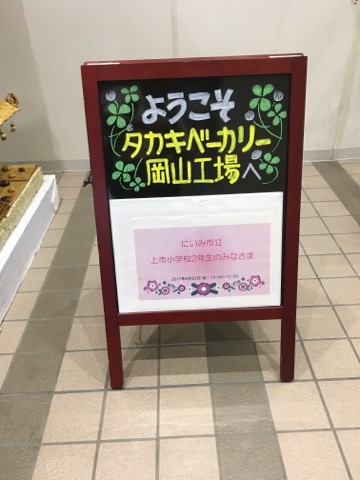 ようこそ
タカキベーカリー
岡山工場へ
にいみ市立
上市小学校2年生のみなさま